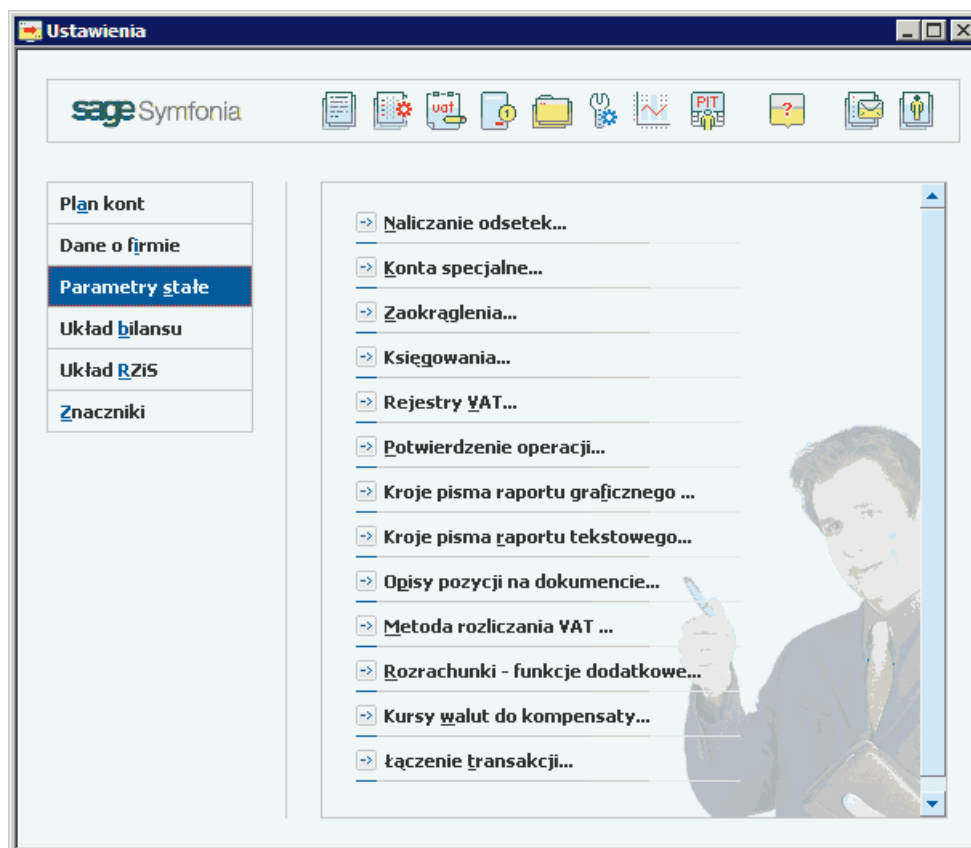 Ustawienia
sage Symfonia
vat
1
PIT
?
Plan kont
Dane o firmie
Parametry stałe
Układ bilansu
Układ RZiS
Znaczniki
Naliczanie odsetek...
Konta specjalne...
Zaokrąglenia...
Księgowania...
Rejestry VAT...
Potwierdzenie operacji...
Kroje pisma raportu graficznego ...
Kroje pisma raportu tekstowego...
Opisy pozycji na dokumencie...
Metoda rozliczania VAT ...
Rozrachunki - funkcje dodatkowe...
Kursy walut do kompensaty...
Łączenie transakcji...